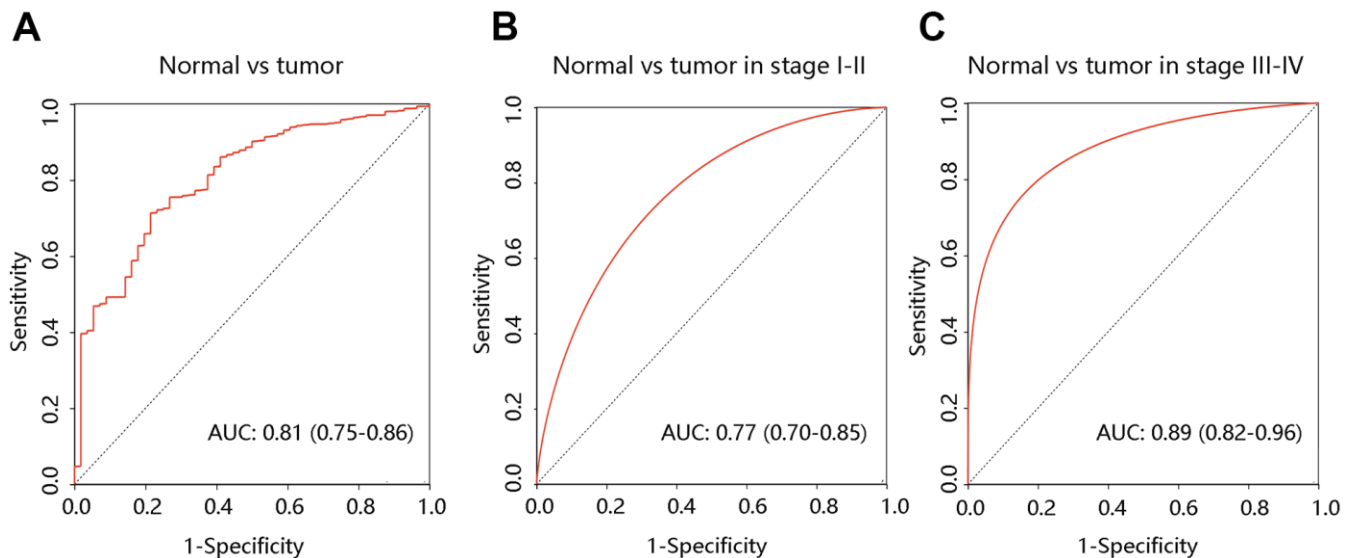 A
Normal vs tumor
1.0
0.8
0.6
0.4
0.2
0.0
Sensitivity
AUC: 0.81 (0.75-0.86)
0.0 0.2 0.4 0.6 0.8 1.0
1-Specificity
B
Normal vs tumor in stage I-II
1.0
0.8
0.6
0.4
0.2
0.0
Sensitivity
AUC: 0.77 (0.70-0.85)
0.0 0.2 0.4 0.6 0.8 1.0
1-Specificity
C
Normal vs tumor in stage III-IV
1.0
0.8
0.6
0.4
0.2
0.0
Sensitivity
AUC: 0.89 (0.82-0.96)
0.0 0.2 0.4 0.6 0.8 1.0
1-Specificity